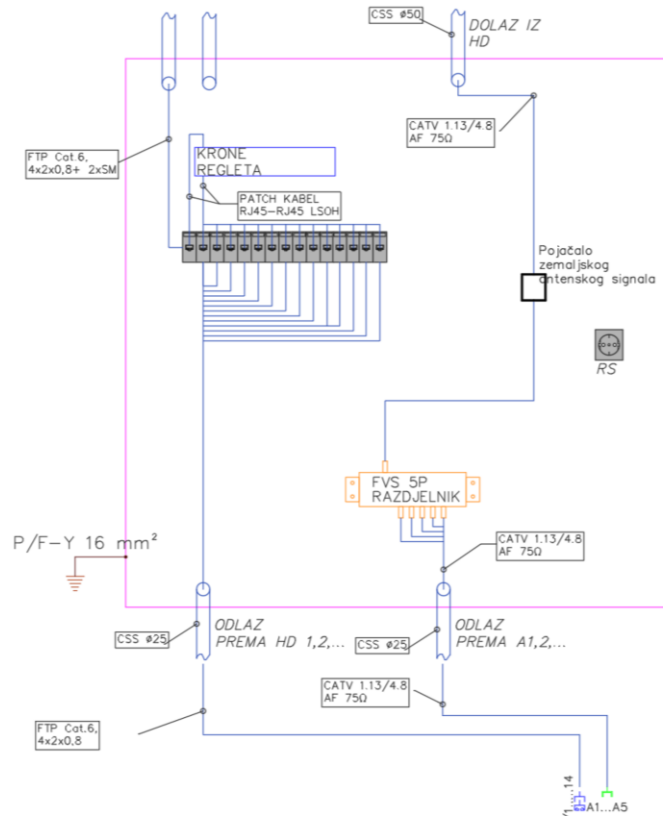 CSS ø50
DOLAZ IZ
HD
CATV 1.13/4.8
AF 75Ω
FTP Cat.6,
4x2x0,8+ 2xSM
KRONE
REGLETA
PATCH KABEL
RJ45-RJ45 LSOH
Pojačalo
zemaljskog
antenskog signala
RS
FVS 5P
RAZDJELNIK
P/F-Y 16 mm²
CATV 1.13/4.8
AF 75Ω
CSS ø25
ODLAZ
PREMA HD 1,2,...
CSS ø25
ODLAZ
PREMA A1,2,...
CATV 1.13/4.8
AF 75Ω
FTP Cat.6,
4x2x0,8
A1...A5